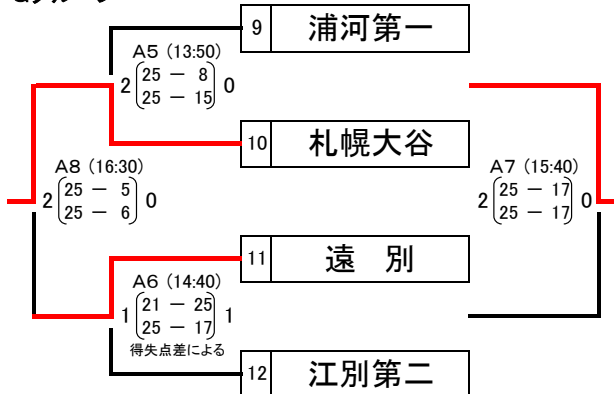 9 浦河第一
A5 (13:50)
2 25 － 8 0
25 － 15
10 札幌大谷
A8 (16:30)
2 25 － 5 0
25 － 6
A7 (15:40)
2 25 － 17 0
25 － 17
11 遠　別
A6 (14:40)
1 21 － 25 1
25 － 17
得失点差による
12 江別第二